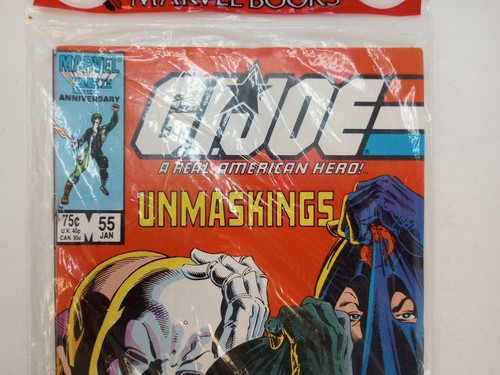 MARVEL BOOKS
MARVEL
25TH
ANNIVERSARY
G.I. JOE
A REAL AMERICAN HERO!
UNMASKINGS
75¢
U.K. 40p
CAN. 95¢
M
55
JAN